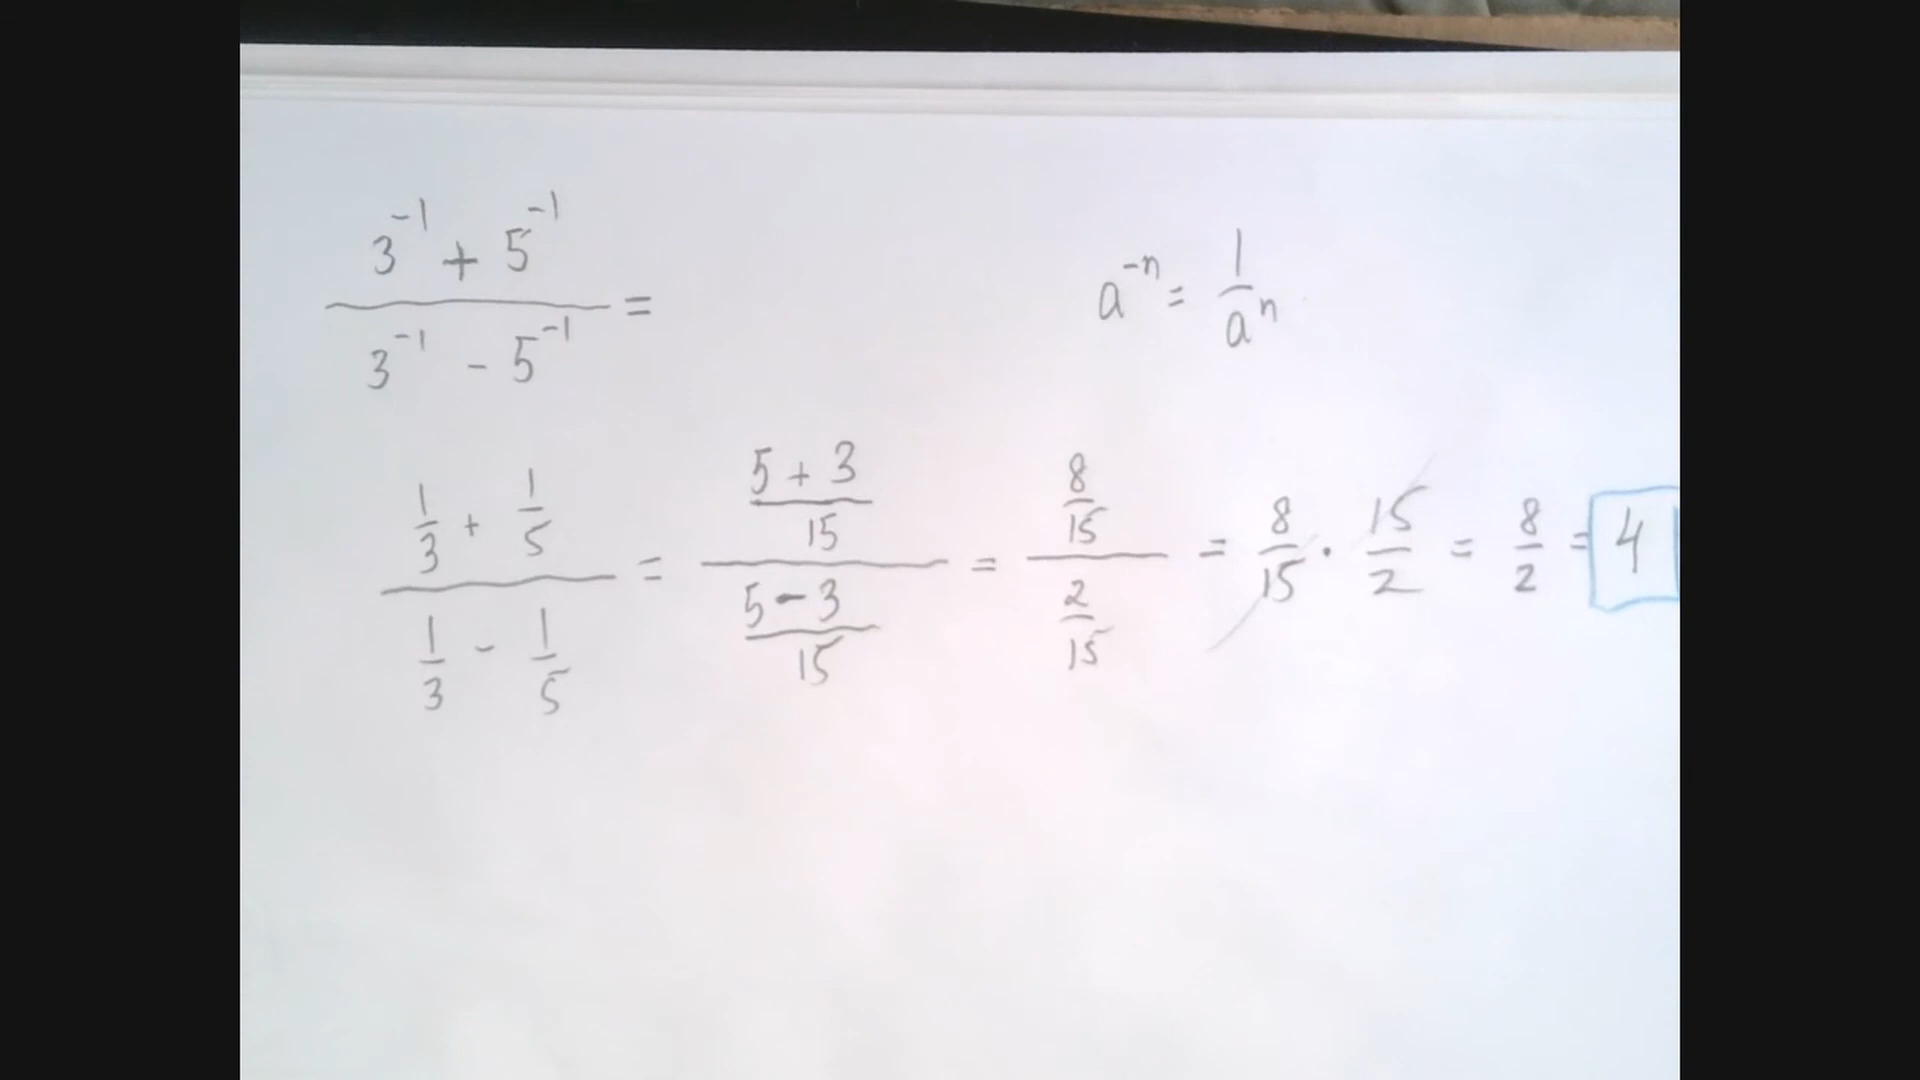 3⁻¹ + 5⁻¹
3⁻¹ - 5⁻¹ =
a⁻ⁿ = 1/aⁿ
(1/3 + 1/5)/(1/3 - 1/5) = ((5 + 3)/15)/((5 - 3)/15) = (8/15)/(2/15) = 8/15 · 15/2 = 8/2 = 4